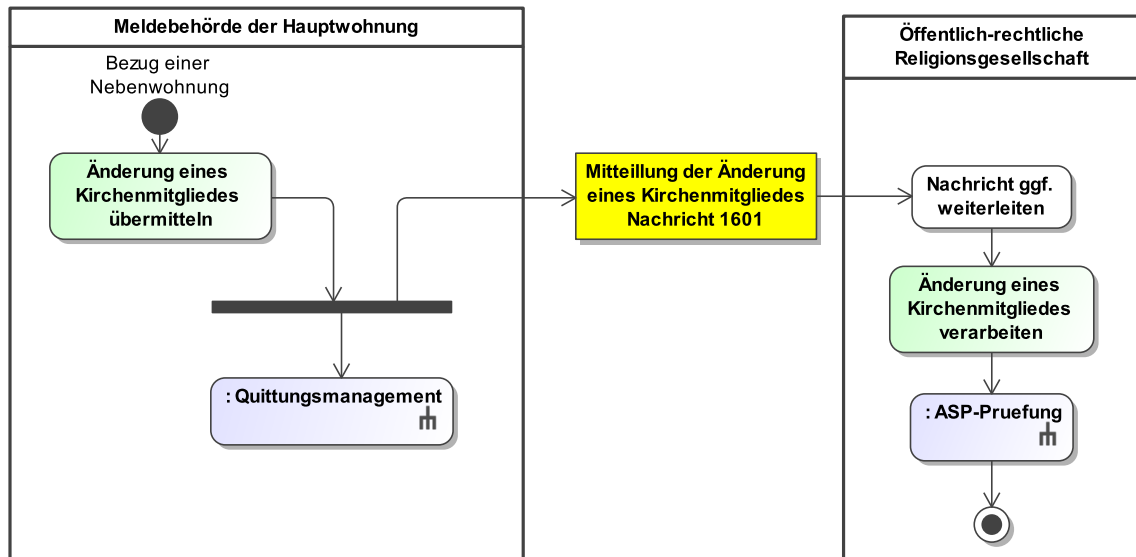 Meldebehörde der Hauptwohnung
Bezug einer
Nebenwohnung
Änderung eines
Kirchenmitgliedes
übermitteln
: Quittungsmanagement
Mitteillung der Änderung
eines Kirchenmitgliedes
Nachricht 1601
Öffentlich-rechtliche
Religionsgesellschaft
Nachricht ggf.
weiterleiten
Änderung eines
Kirchenmitgliedes
verarbeiten
: ASP-Pruefung